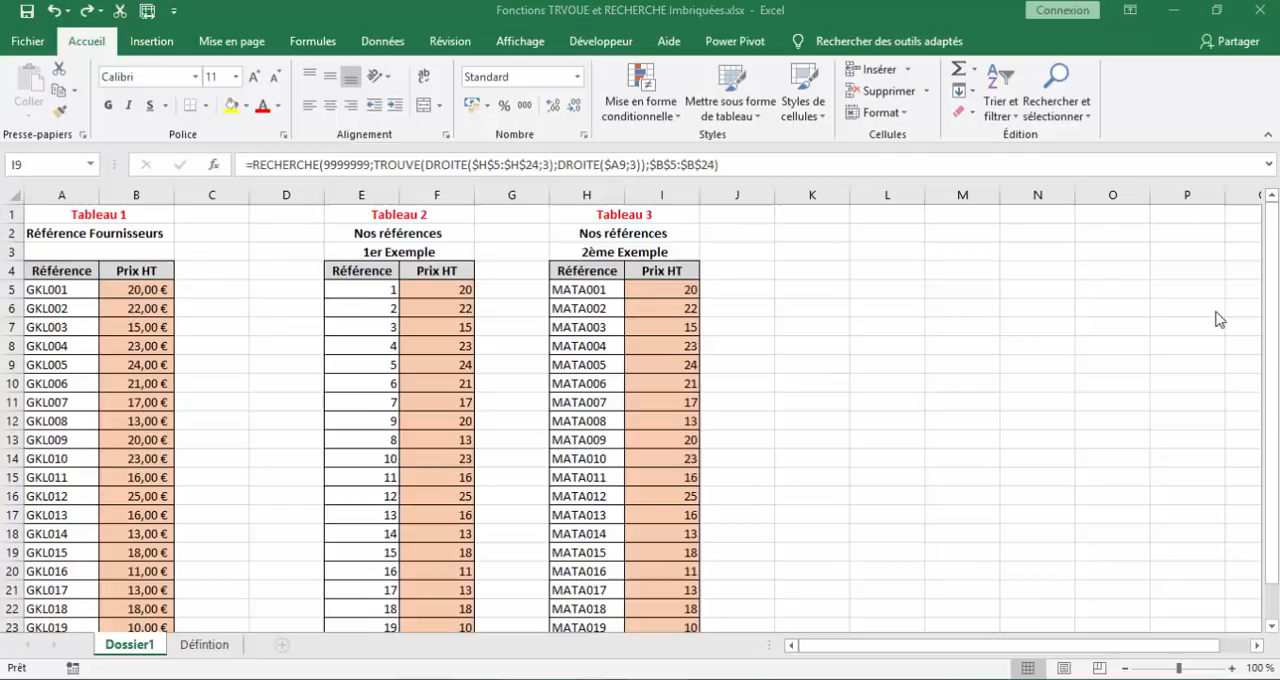 Fonctions TRVOUE et RECHERCHE Imbriquées.xlsx - Excel
Connexion
Fichier Accueil Insertion Mise en page Formules Données Révision Affichage Développeur Aide Power Pivot Rechercher des outils adaptés Partager
Coller
Presse-papiers
Calibri 11
G I S
Police
Alignement
Standard
% 000
Nombre
Mise en forme conditionnelle
Mettre sous forme de tableau
Styles de cellules
Styles
Insérer
Supprimer
Format
Cellules
Trier et filtrer
Rechercher et sélectionner
Édition
I9 fx =RECHERCHE(9999999;TROUVE(DROITE($H$5:$H$24;3);DROITE($A9;3));$B$5:$B$24)
A B C D E F G H I J K L M N O P
1 Tableau 1 Tableau 2 Tableau 3
2 Référence Fournisseurs Nos références Nos références
3 1er Exemple 2ème Exemple
4 Référence Prix HT Référence Prix HT Référence Prix HT
5 GKL001 20,00 € 1 20 MATA001 20
6 GKL002 22,00 € 2 22 MATA002 22
7 GKL003 15,00 € 3 15 MATA003 15
8 GKL004 23,00 € 4 23 MATA004 23
9 GKL005 24,00 € 5 24 MATA005 24
10 GKL006 21,00 € 6 21 MATA006 21
11 GKL007 17,00 € 7 17 MATA007 17
12 GKL008 13,00 € 9 20 MATA008 13
13 GKL009 20,00 € 8 13 MATA009 20
14 GKL010 23,00 € 10 23 MATA010 23
15 GKL011 16,00 € 11 16 MATA011 16
16 GKL012 25,00 € 12 25 MATA012 25
17 GKL013 16,00 € 13 16 MATA013 16
18 GKL014 13,00 € 14 13 MATA014 13
19 GKL015 18,00 € 15 18 MATA015 18
20 GKL016 11,00 € 16 11 MATA016 11
21 GKL017 13,00 € 17 13 MATA017 13
22 GKL018 18,00 € 18 18 MATA018 18
23 GKL019 10,00 € 19 10 MATA019 10
Dossier1 Défintion
Prêt 100 %